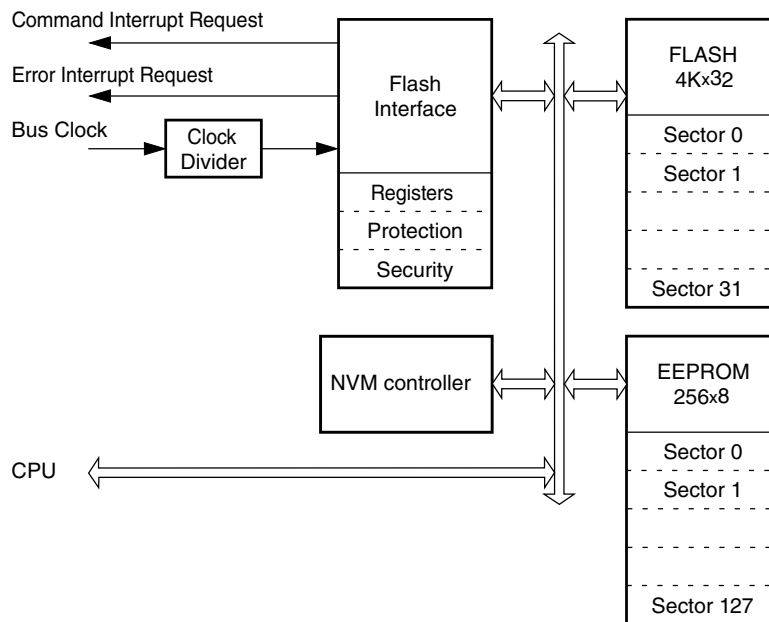 Command Interrupt Request
Error Interrupt Request
Bus Clock
Clock
Divider
Flash
Interface
Registers
Protection
Security
FLASH
4Kx32
Sector 0
Sector 1
Sector 31
NVM controller
EEPROM
256x8
Sector 0
Sector 1
Sector 127
CPU